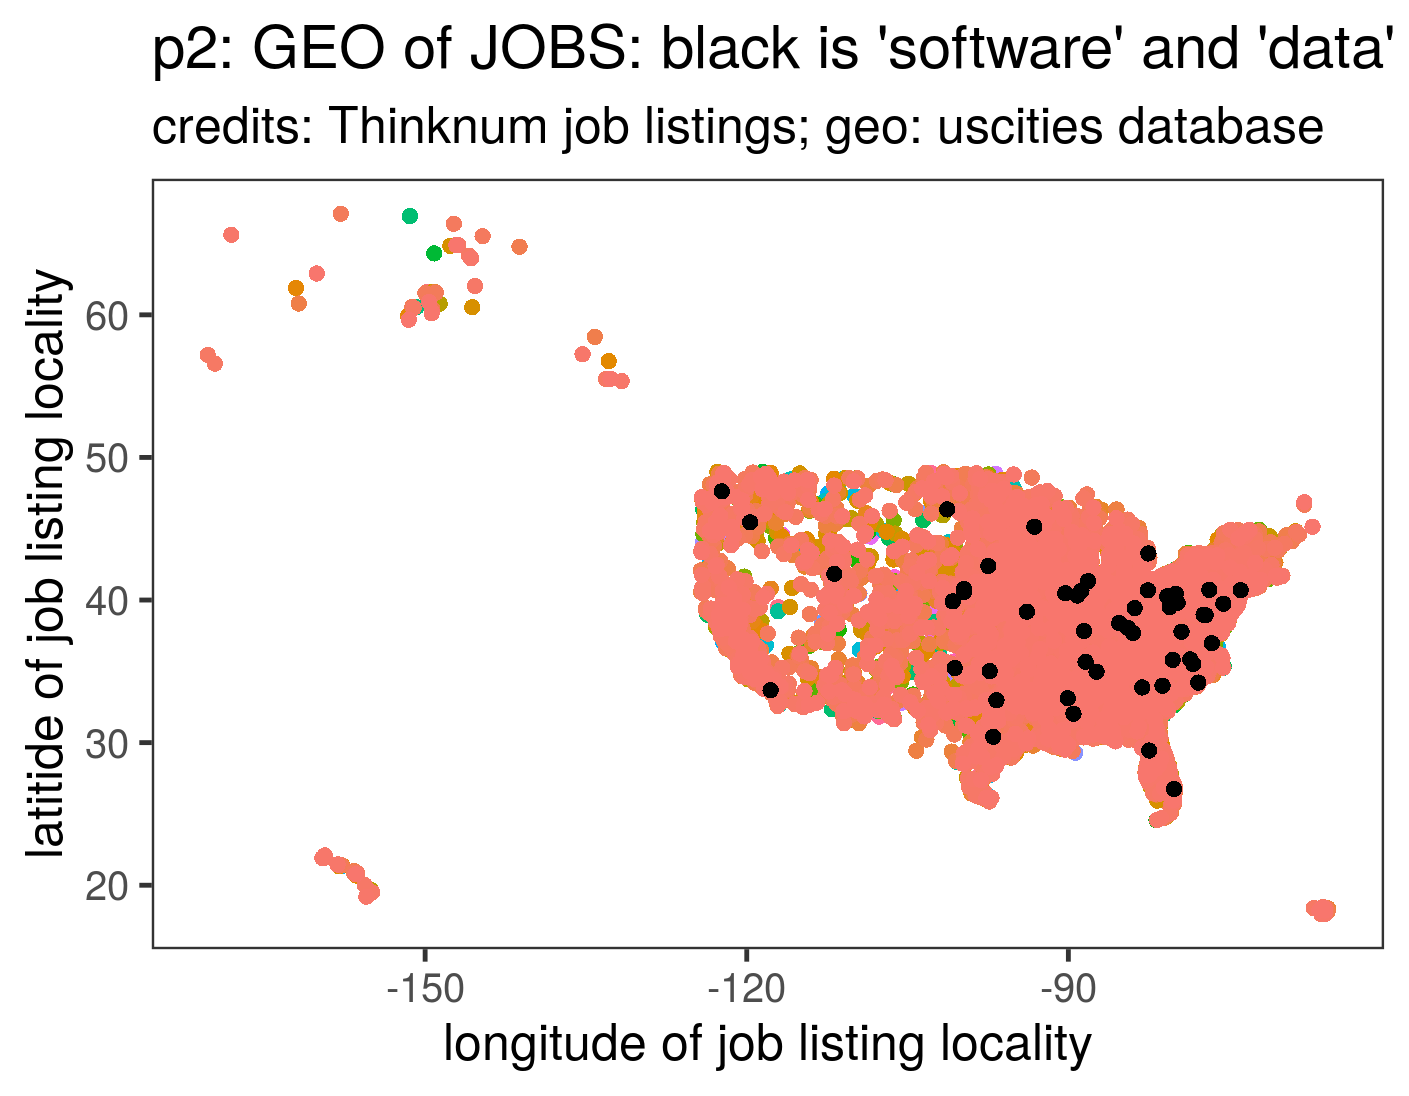 p2: GEO of JOBS: black is 'software' and 'data'
credits: Thinknum job listings; geo: uscities database
latitide of job listing locality
60
50
40
30
20
-150
-120
-90
longitude of job listing locality